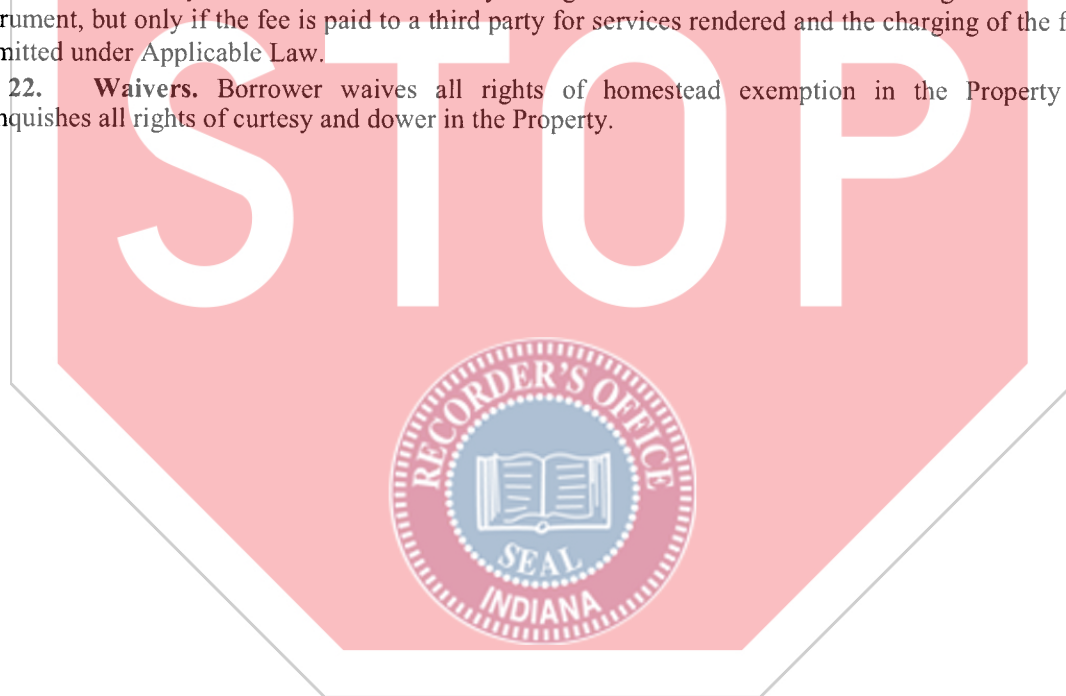 rument, but only if the fee is paid to a third party for services rendered and the charging of the f
mitted under Applicable Law.
22. Waivers. Borrower waives all rights of homestead exemption in the Property
quishes all rights of curtesy and dower in the Property.
STOP
RECORDER'S OFFICE
SEAL
INDIANA